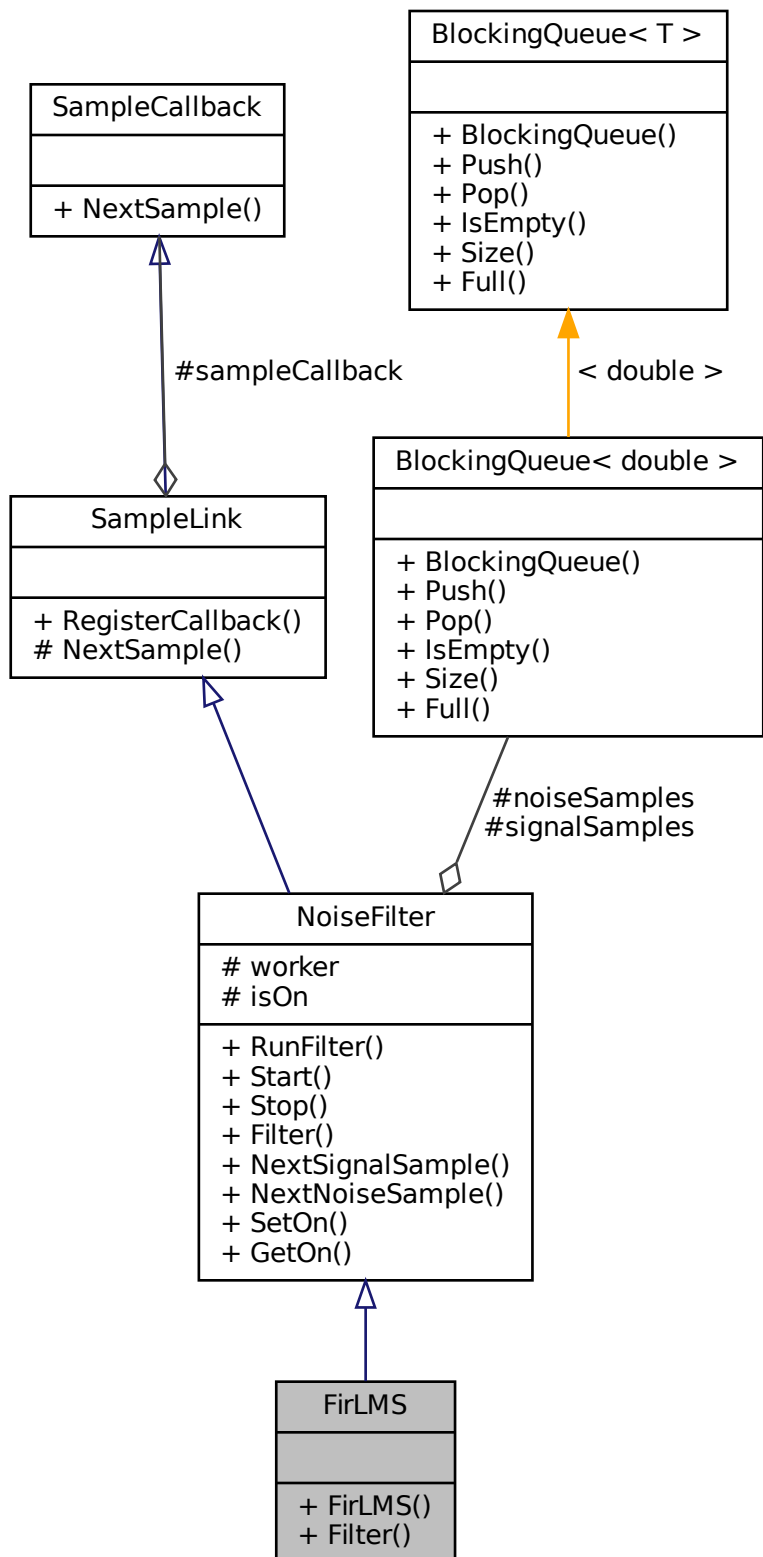 BlockingQueue< T >
+ BlockingQueue()
+ Push()
+ Pop()
+ IsEmpty()
+ Size()
+ Full()
SampleCallback
+ NextSample()
#sampleCallback
< double >
BlockingQueue< double >
+ BlockingQueue()
+ Push()
+ Pop()
+ IsEmpty()
+ Size()
+ Full()
SampleLink
+ RegisterCallback()
# NextSample()
#noiseSamples
#signalSamples
NoiseFilter
# worker
# isOn
+ RunFilter()
+ Start()
+ Stop()
+ Filter()
+ NextSignalSample()
+ NextNoiseSample()
+ SetOn()
+ GetOn()
FirLMS
+ FirLMS()
+ Filter()